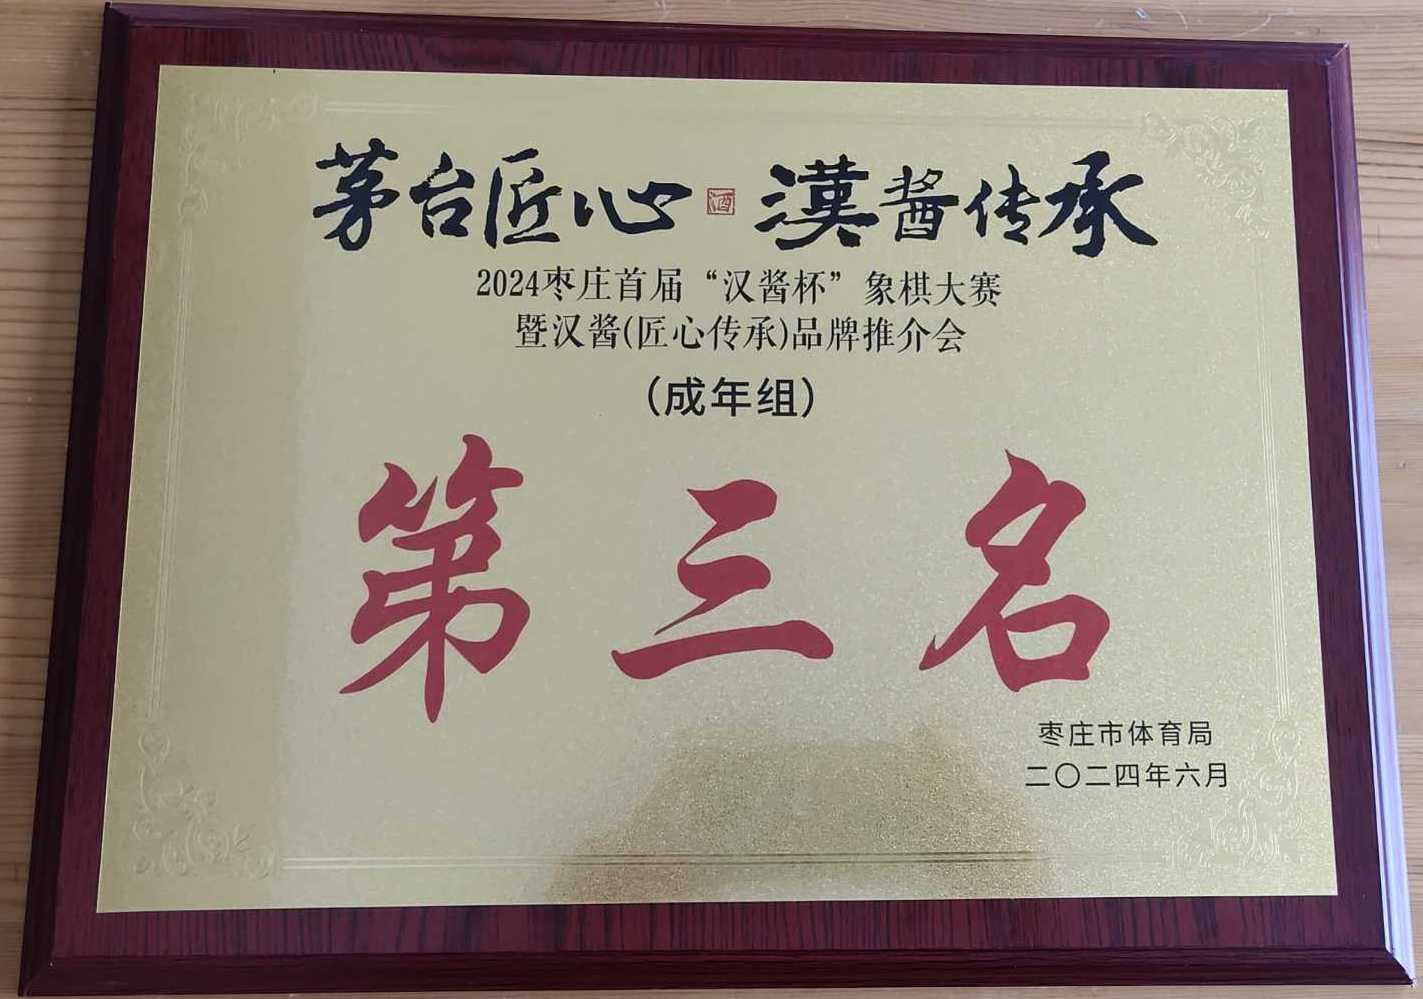 茅台匠心 酒 漢酱传承
2024枣庄首届“汉酱杯”象棋大赛
暨汉酱(匠心传承)品牌推介会
(成年组)
第三名
枣庄市体育局
二〇二四年六月